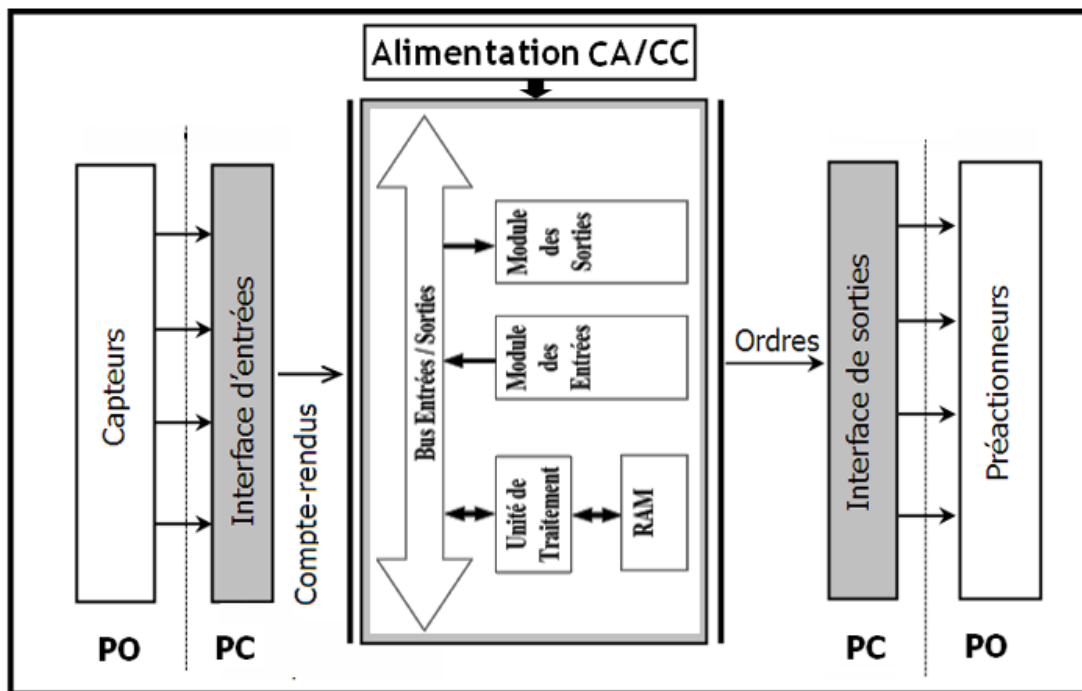 Alimentation CA/CC
Capteurs
Interface d'entrées
Compte-rendus
Bus Entrées / Sorties
Module
des
Sorties
Module
des
Entrées
Unité de
Traitement
RAM
Ordres
Interface de sorties
Préactionneurs
PO
PC
PC
PO